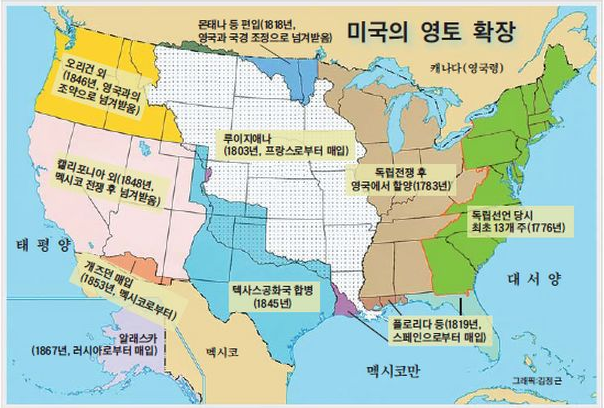 몬태나 등 편입(1818년,
영국과 국경 조정으로 넘겨받음)
미국의 영토 확장
오리건 외
(1846년, 영국과의
조약으로 넘겨받음)
캐나다(영국령)
루이지애나
(1803년, 프랑스로부터 매입)
캘리포니아 외(1848년,
멕시코 전쟁 후 넘겨받음)
독립전쟁 후
영국에서 할양(1783년)
독립선언 당시
최초 13개 주(1776년)
태평양
대서양
개즈던 매입
(1853년, 멕시코로부터)
텍사스공화국 합병
(1845년)
플로리다 등(1819년,
스페인으로부터 매입)
알래스카
(1867년, 러시아로부터 매입)
멕시코
멕시코만
그래픽:김정근